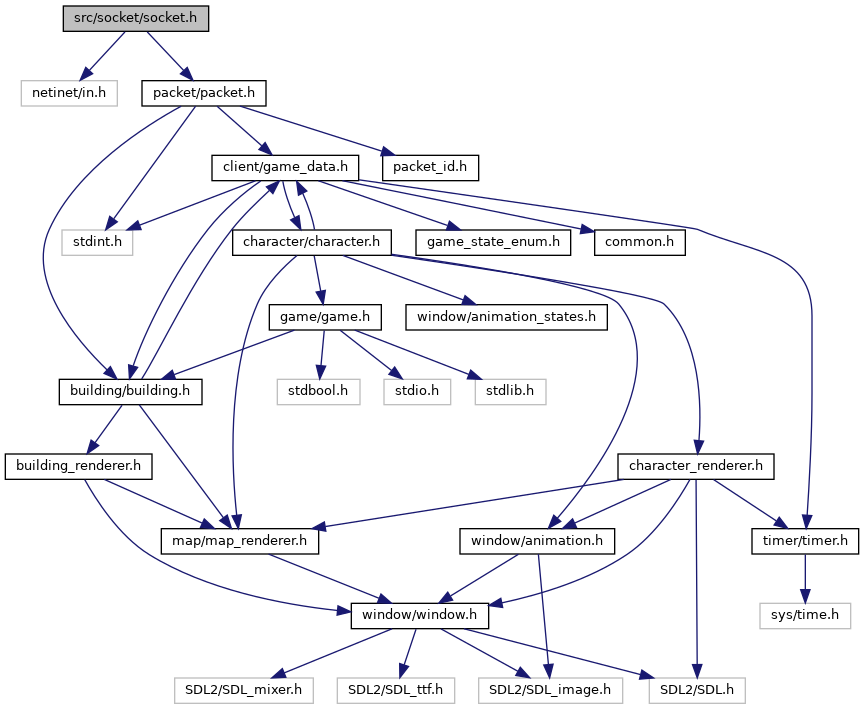 src/socket/socket.h
netinet/in.h
packet/packet.h
client/game_data.h
packet_id.h
stdint.h
character/character.h
game_state_enum.h
common.h
game/game.h
window/animation_states.h
building/building.h
stdbool.h
stdio.h
stdlib.h
building_renderer.h
character_renderer.h
map/map_renderer.h
window/animation.h
timer/timer.h
window/window.h
sys/time.h
SDL2/SDL_mixer.h
SDL2/SDL_ttf.h
SDL2/SDL_image.h
SDL2/SDL.h